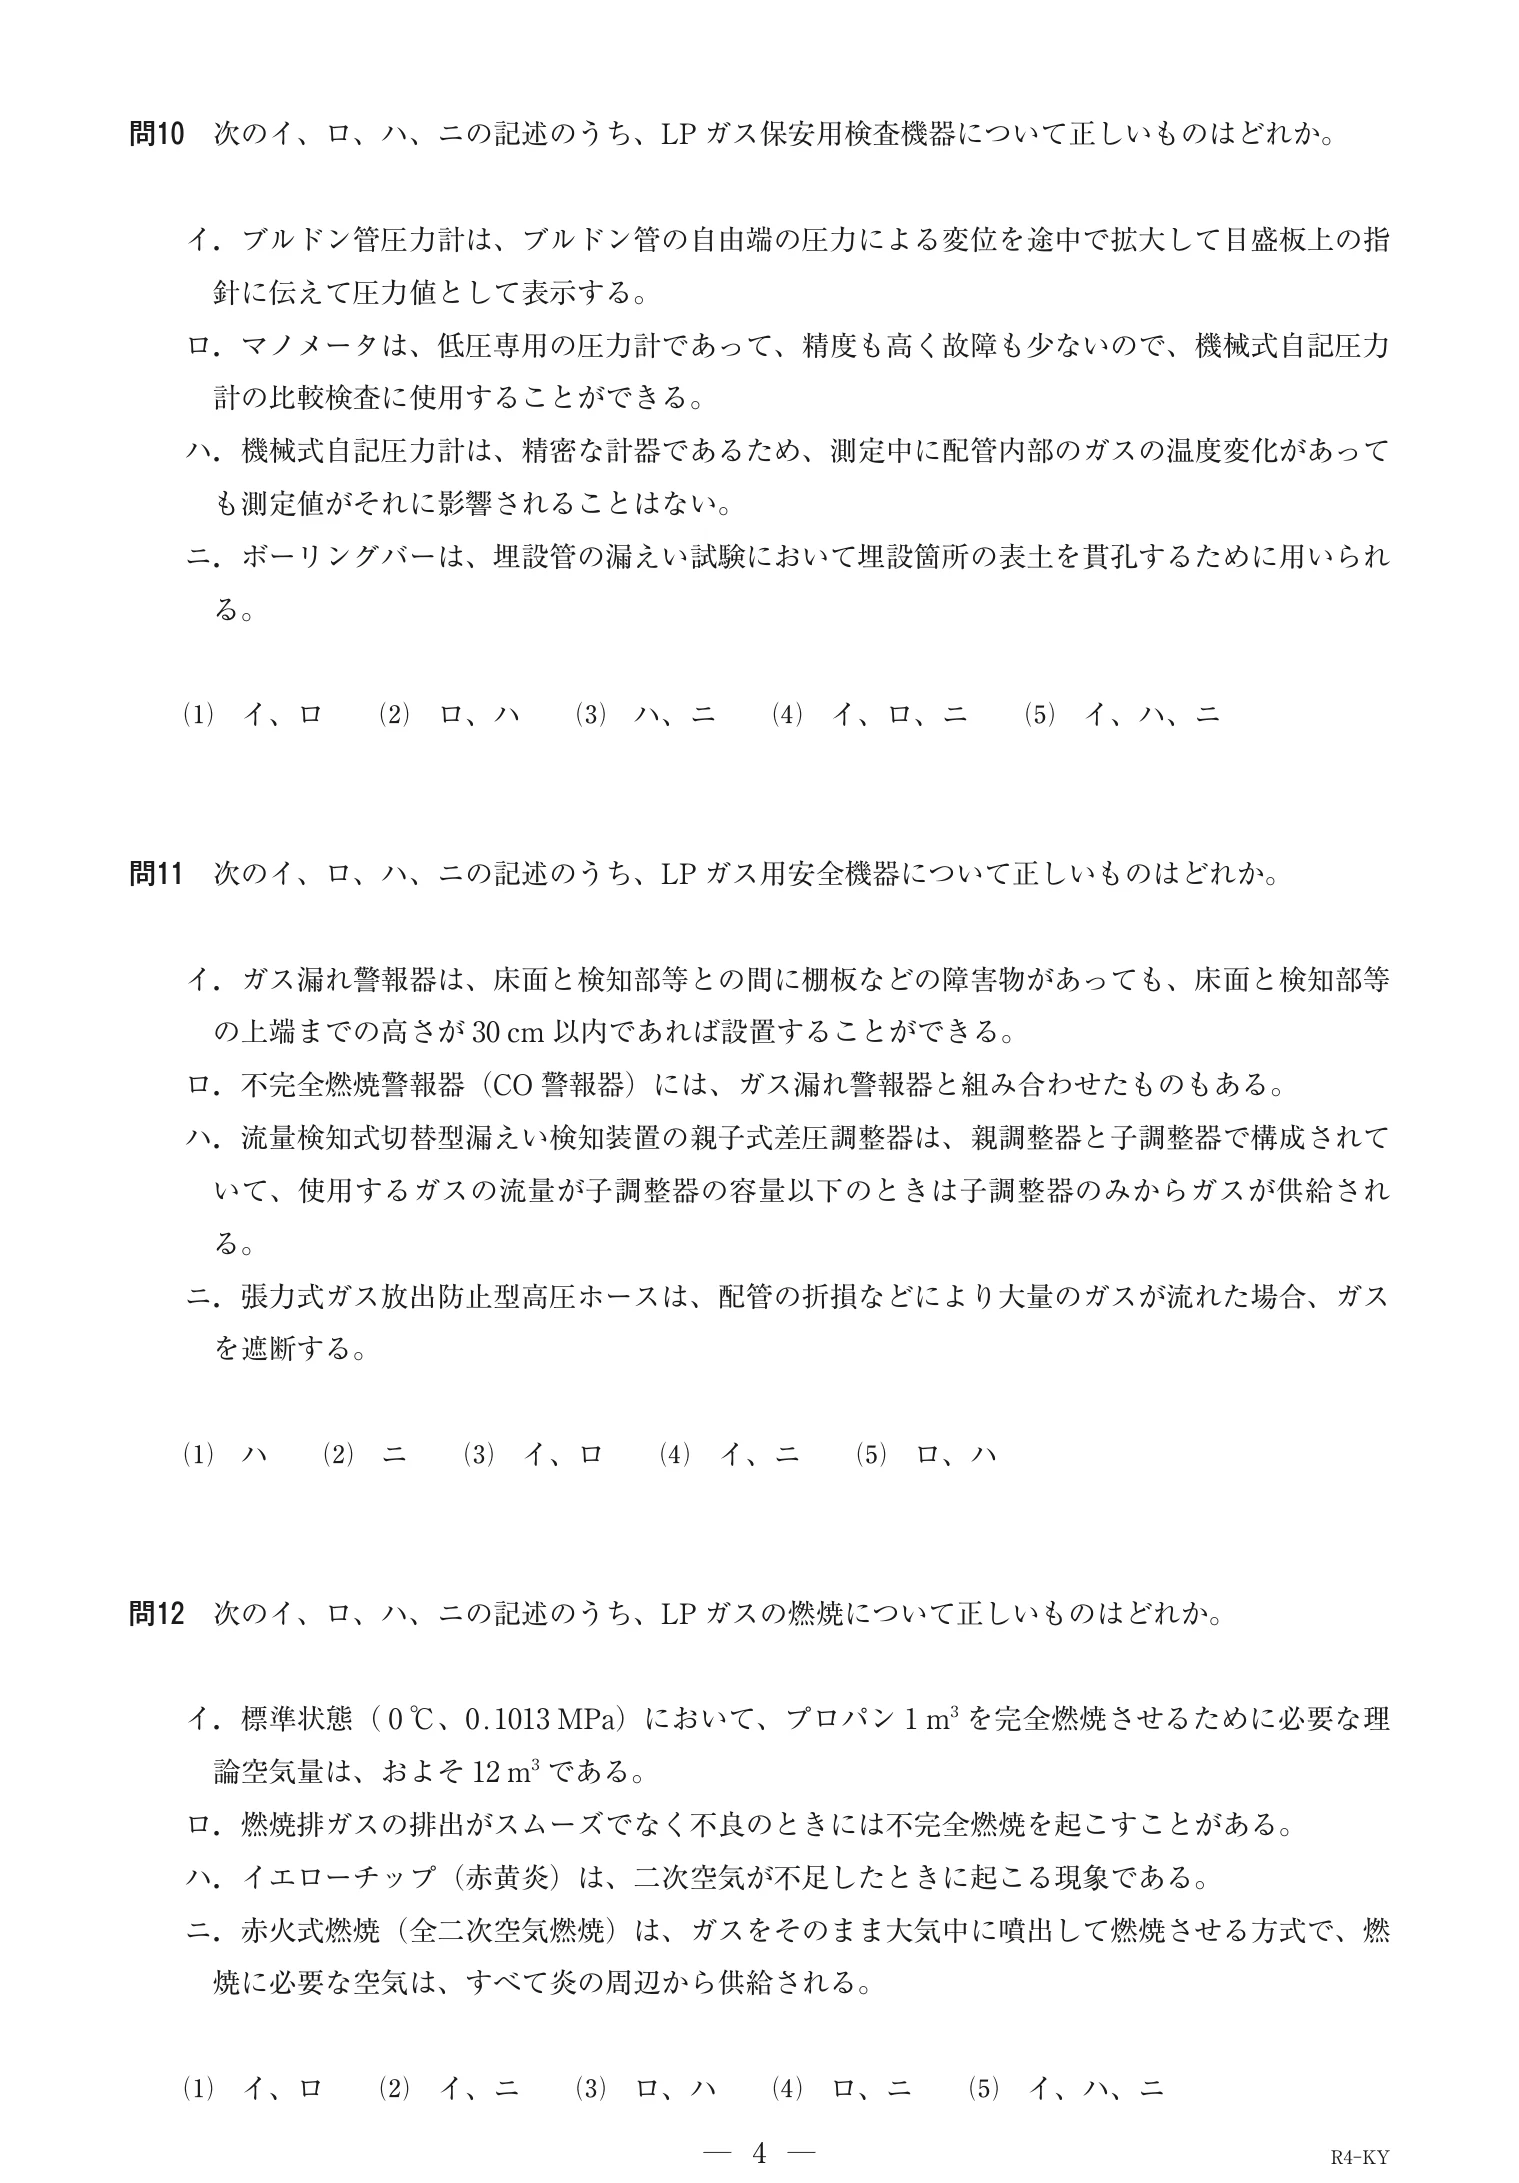 問10　次のイ、ロ、ハ、ニの記述のうち、LP ガス保安用検査機器について正しいものはどれか。
イ．ブルドン管圧力計は、ブルドン管の自由端の圧力による変位を途中で拡大して目盛板上の指
針に伝えて圧力値として表示する。
ロ．マノメータは、低圧専用の圧力計であって、精度も高く故障も少ないので、機械式自記圧力
計の比較検査に使用することができる。
ハ．機械式自記圧力計は、精密な計器であるため、測定中に配管内部のガスの温度変化があって
も測定値がそれに影響されることはない。
ニ．ボーリングバーは、埋設管の漏えい試験において埋設箇所の表土を貫孔するために用いられ
る。
(1)　イ、ロ　　(2)　ロ、ハ　　(3)　ハ、ニ　　(4)　イ、ロ、ニ　　(5)　イ、ハ、ニ
問11　次のイ、ロ、ハ、ニの記述のうち、LP ガス用安全機器について正しいものはどれか。
イ．ガス漏れ警報器は、床面と検知部等との間に棚板などの障害物があっても、床面と検知部等
の上端までの高さが 30 cm 以内であれば設置することができる。
ロ．不完全燃焼警報器（CO 警報器）には、ガス漏れ警報器と組み合わせたものもある。
ハ．流量検知式切替型漏えい検知装置の親子式差圧調整器は、親調整器と子調整器で構成されて
いて、使用するガスの流量が子調整器の容量以下のときは子調整器のみからガスが供給され
る。
ニ．張力式ガス放出防止型高圧ホースは、配管の折損などにより大量のガスが流れた場合、ガス
を遮断する。
(1)　ハ　　(2)　ニ　　(3)　イ、ロ　　(4)　イ、ニ　　(5)　ロ、ハ
問12　次のイ、ロ、ハ、ニの記述のうち、LP ガスの燃焼について正しいものはどれか。
イ．標準状態（0 ℃、0.1013 MPa）において、プロパン 1 m³ を完全燃焼させるために必要な理
論空気量は、およそ 12 m³ である。
ロ．燃焼排ガスの排出がスムーズでなく不良のときには不完全燃焼を起こすことがある。
ハ．イエローチップ（赤黄炎）は、二次空気が不足したときに起こる現象である。
ニ．赤火式燃焼（全二次空気燃焼）は、ガスをそのまま大気中に噴出して燃焼させる方式で、燃
焼に必要な空気は、すべて炎の周辺から供給される。
(1)　イ、ロ　　(2)　イ、ニ　　(3)　ロ、ハ　　(4)　ロ、ニ　　(5)　イ、ハ、ニ
— 4 —
R4-KY